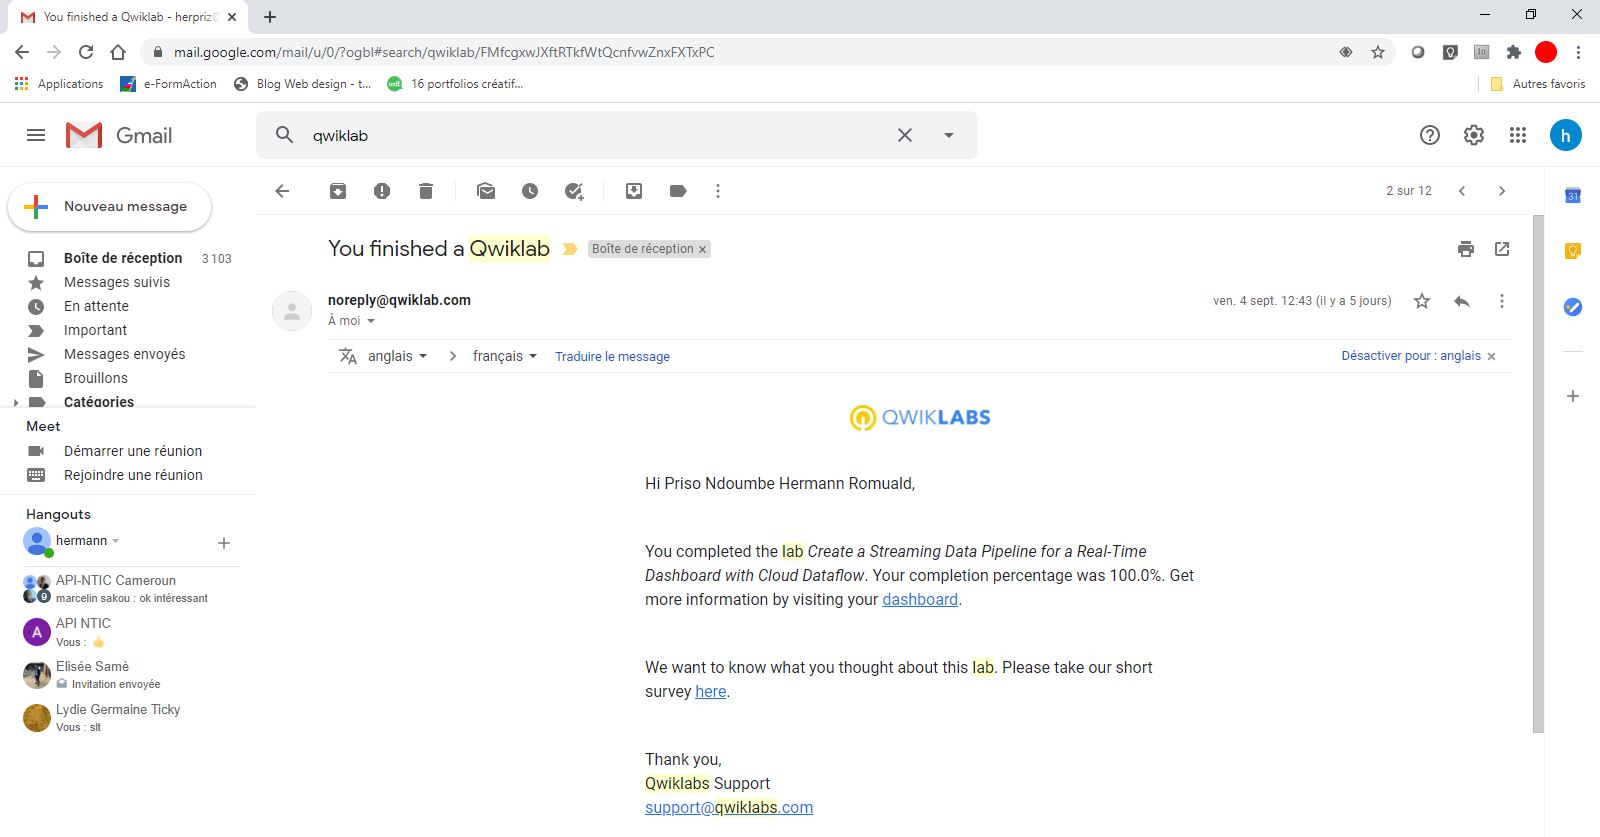 You finished a Qwiklab - herpriz@
mail.google.com/mail/u/0/?ogbl#search/qwiklab/FMfcgxwJXftRTkfWtQcnfvwZnxFXTxPC
Applications
e-FormAction
Blog Web design - t...
16 portfolios créatif...
Autres favoris
Gmail
qwiklab
h
Nouveau message
2 sur 12
31
You finished a Qwiklab
Boîte de réception ×
Boîte de réception 3 103
Messages suivis
En attente
Important
Messages envoyés
Brouillons
Catégories
noreply@qwiklab.com
ven. 4 sept. 12:43 (il y a 5 jours)
À moi
anglais
français
Traduire le message
Désactiver pour : anglais ×
Meet
Démarrer une réunion
Rejoindre une réunion
Hangouts
hermann
API-NTIC Cameroun
9
marcelin sakou : ok intéressant
A
API NTIC
Vous : 👍
Elisée Samè
Invitation envoyée
Lydie Germaine Ticky
Vous : slt
QWIKLABS
Hi Priso Ndoumbe Hermann Romuald,
You completed the lab Create a Streaming Data Pipeline for a Real-Time
Dashboard with Cloud Dataflow. Your completion percentage was 100.0%. Get
more information by visiting your dashboard.
We want to know what you thought about this lab. Please take our short
survey here.
Thank you,
Qwiklabs Support
support@qwiklabs.com